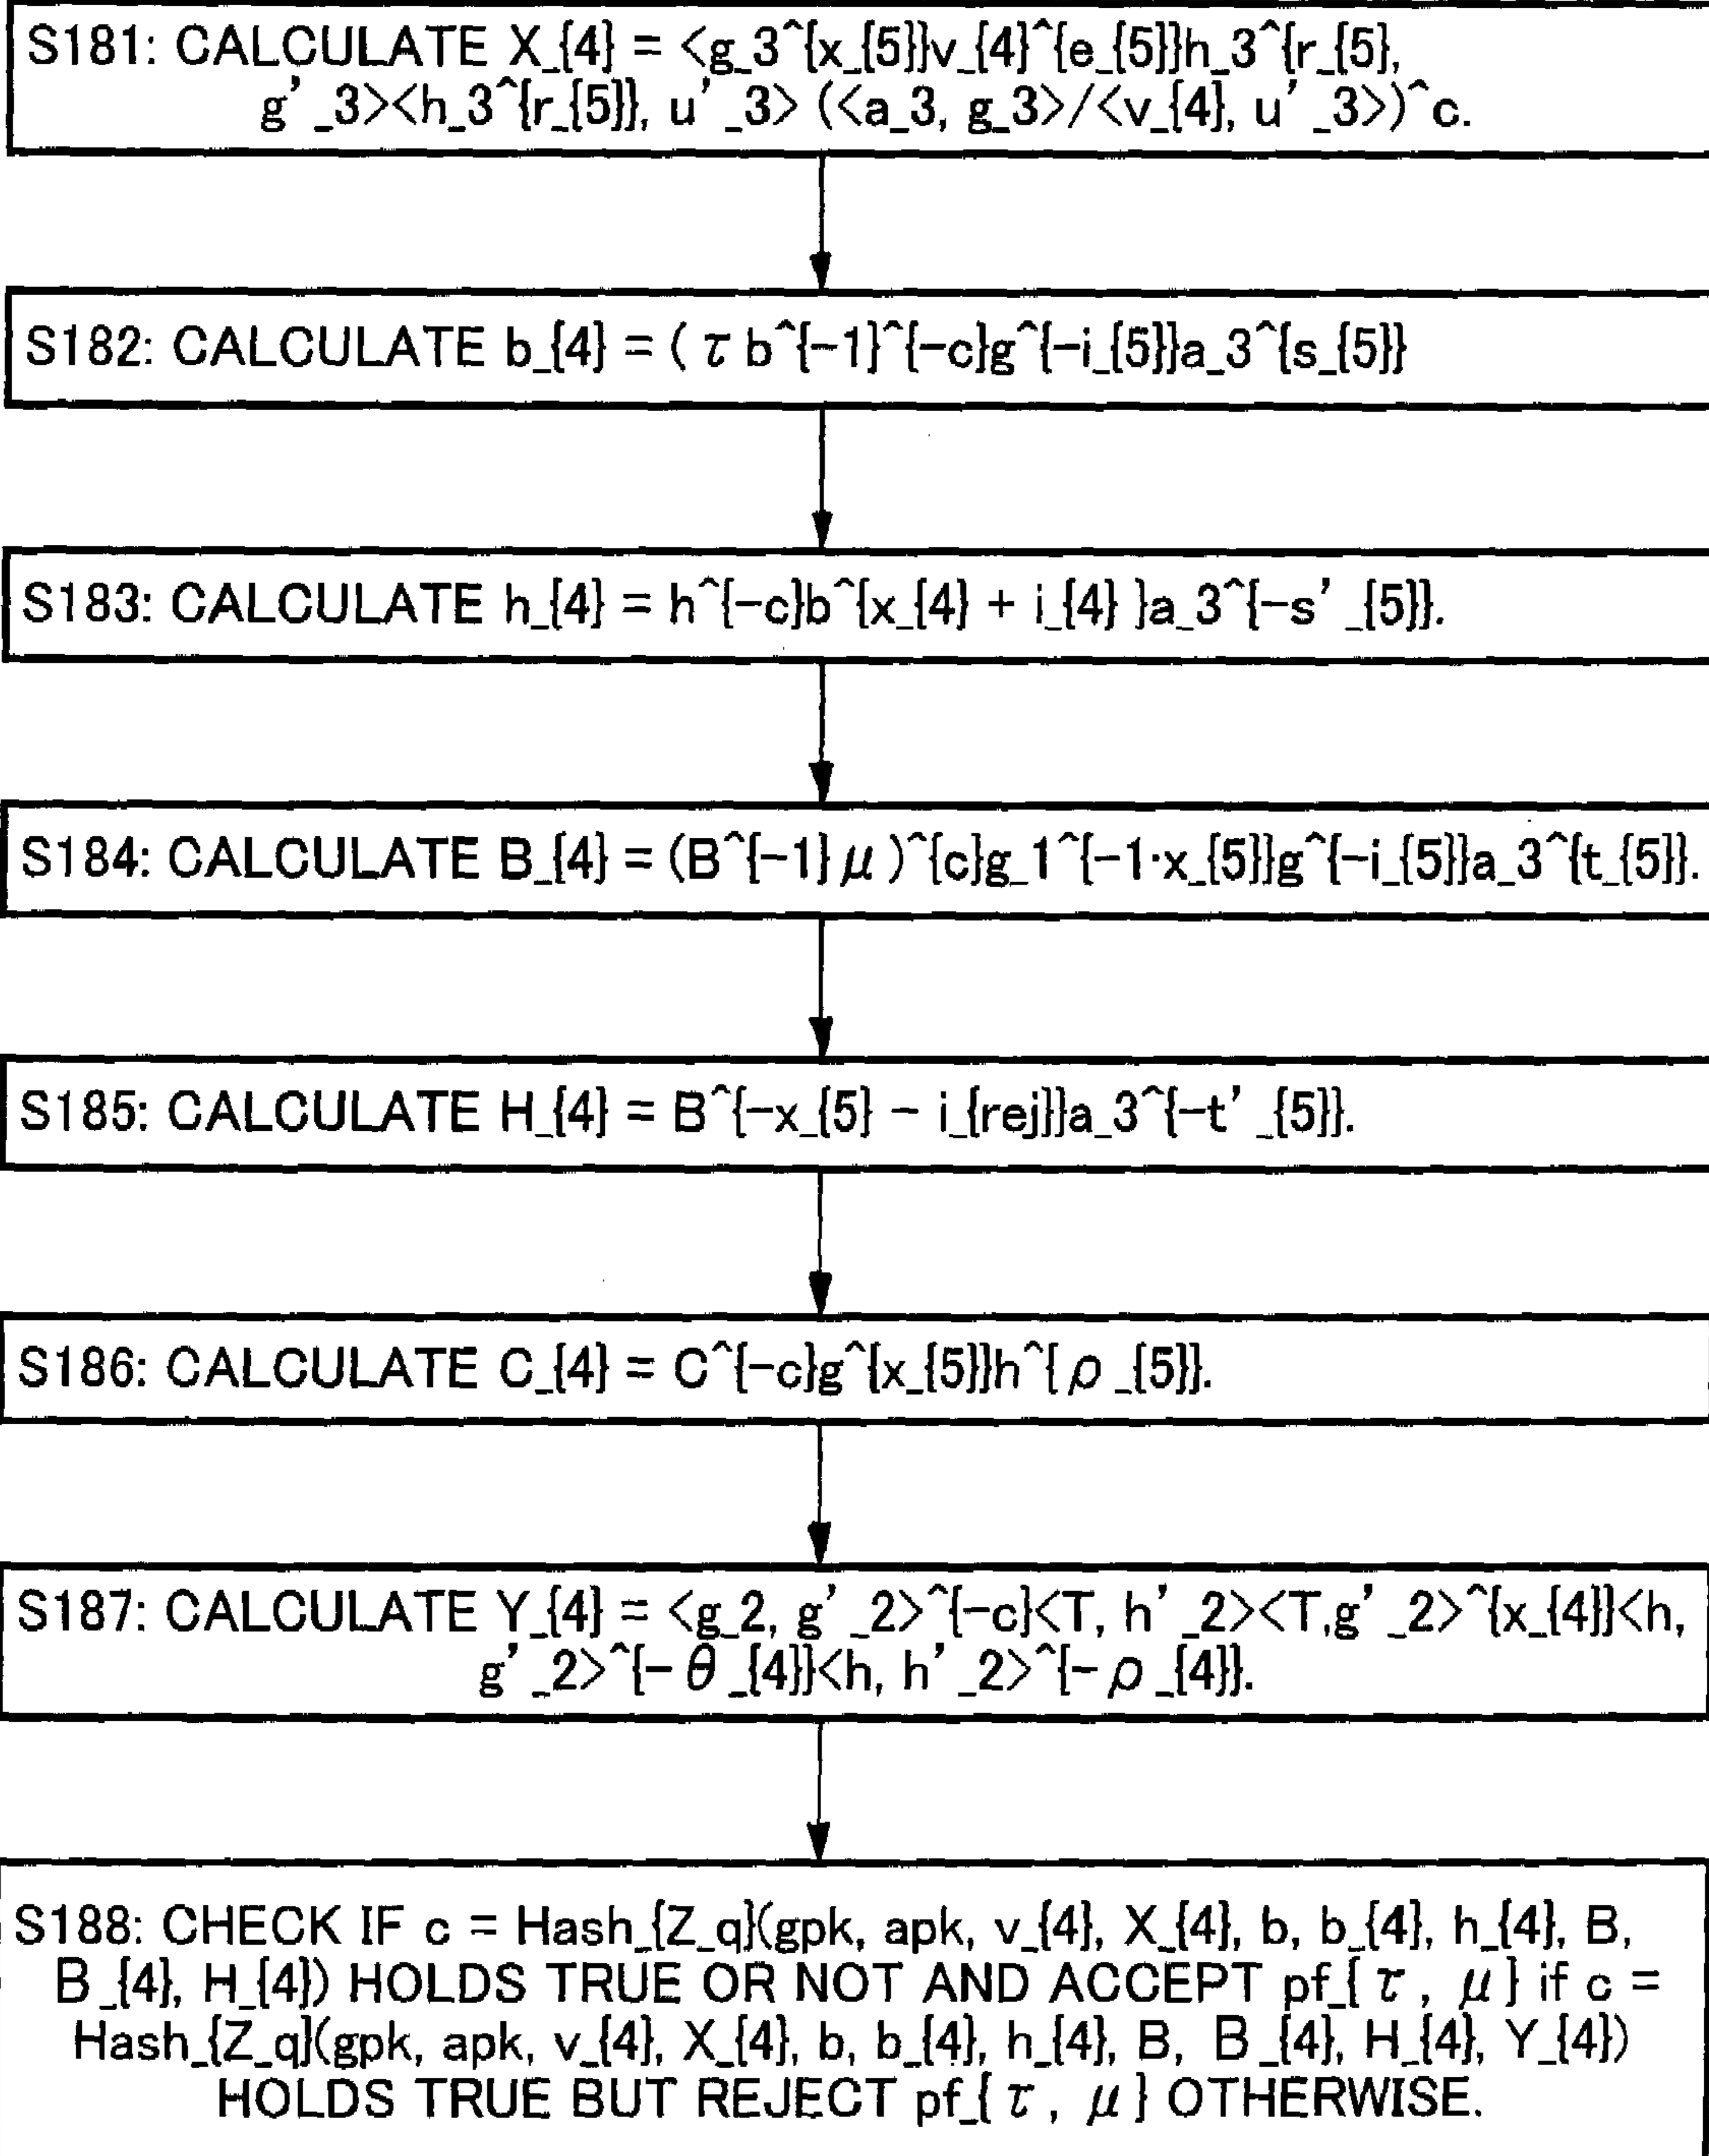 S181: CALCULATE X_{4} = <g_3^{x_{5}}v_{4}^{e_{5}}h_3^{r_{5},
g'_3><h_3^{r_{5}}, u'_3> (<a_3, g_3>/<v_{4}, u'_3>)^c.
S182: CALCULATE b_{4} = (τb^{-1}^{-c}g^{-i_{5}}a_3^{s_{5}}
S183: CALCULATE h_{4} = h^{-c}b^{x_{4} + i_{4} }a_3^{-s'_{5}}.
S184: CALCULATE B_{4} = (B^{-1}μ)^{c}g_1^{-1·x_{5}}g^{-i_{5}}a_3^{t_{5}}.
S185: CALCULATE H_{4} = B^{-x_{5} - i_{rej}}a_3^{-t'_{5}}.
S186: CALCULATE C_{4} = C^{-c}g^{x_{5}}h^{ρ_{5}}.
S187: CALCULATE Y_{4} = <g_2, g'_2>^{-c}<T, h'_2><T,g'_2>^{x_{4}}<h,
g'_2>^{-θ_{4}}<h, h'_2>^{-ρ_{4}}.
S188: CHECK IF c = Hash_{Z_q}(gpk, apk, v_{4}, X_{4}, b, b_{4}, h_{4}, B,
B_{4}, H_{4}) HOLDS TRUE OR NOT AND ACCEPT pf_{τ, μ} if c =
Hash_{Z_q}(gpk, apk, v_{4}, X_{4}, b, b_{4}, h_{4}, B, B_{4}, H_{4}, Y_{4})
HOLDS TRUE BUT REJECT pf_{τ, μ} OTHERWISE.